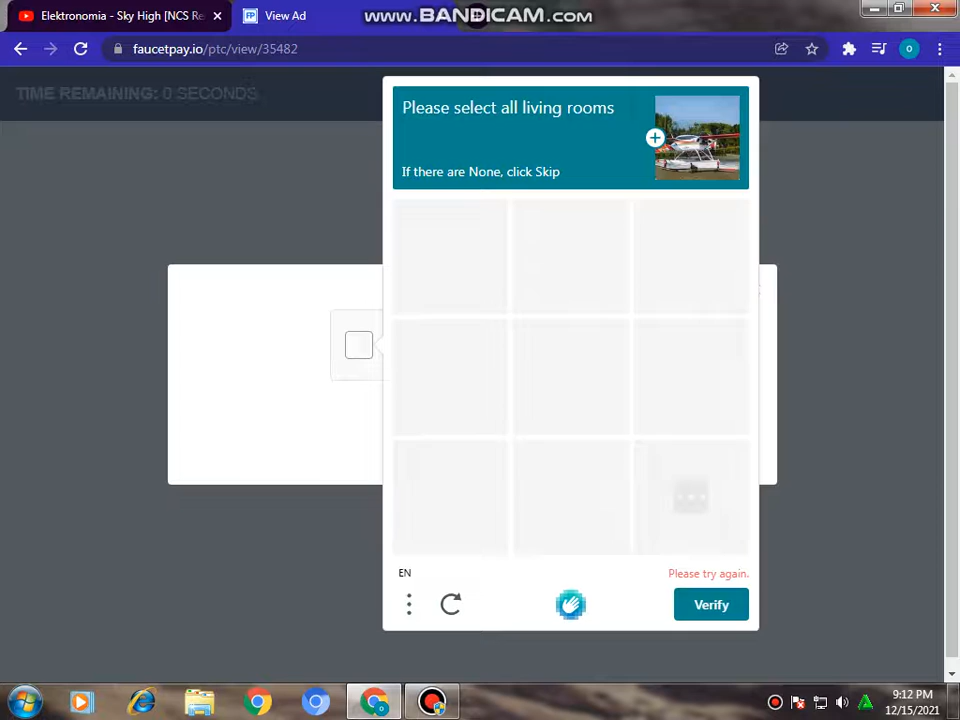 Elektronomia - Sky High [NCS Re
View Ad
WWW.BANDICAM.COM
faucetpay.io/ptc/view/35482
TIME REMAINING: 0 SECONDS
Please select all living rooms
If there are None, click Skip
EN
Please try again.
Verify
9:12 PM
12/15/2021